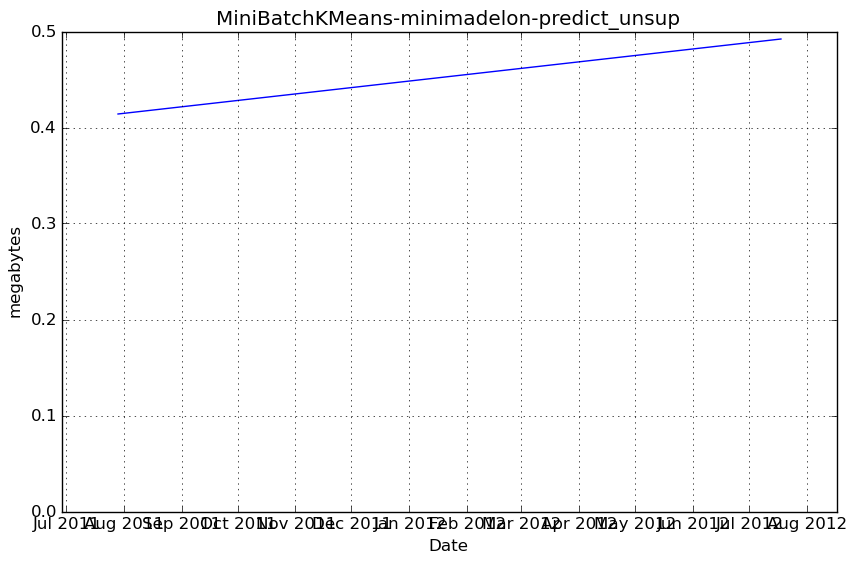 MiniBatchKMeans-minimadelon-predict_unsup
0.5
0.4
0.3
0.2
0.1
0.0
megabytes
Jul 2011 Aug 2011 Sep 2011 Oct 2011 Nov 2011 Dec 2011 Jan 2012 Feb 2012 Mar 2012 Apr 2012 May 2012 Jun 2012 Jul 2012 Aug 2012
Date